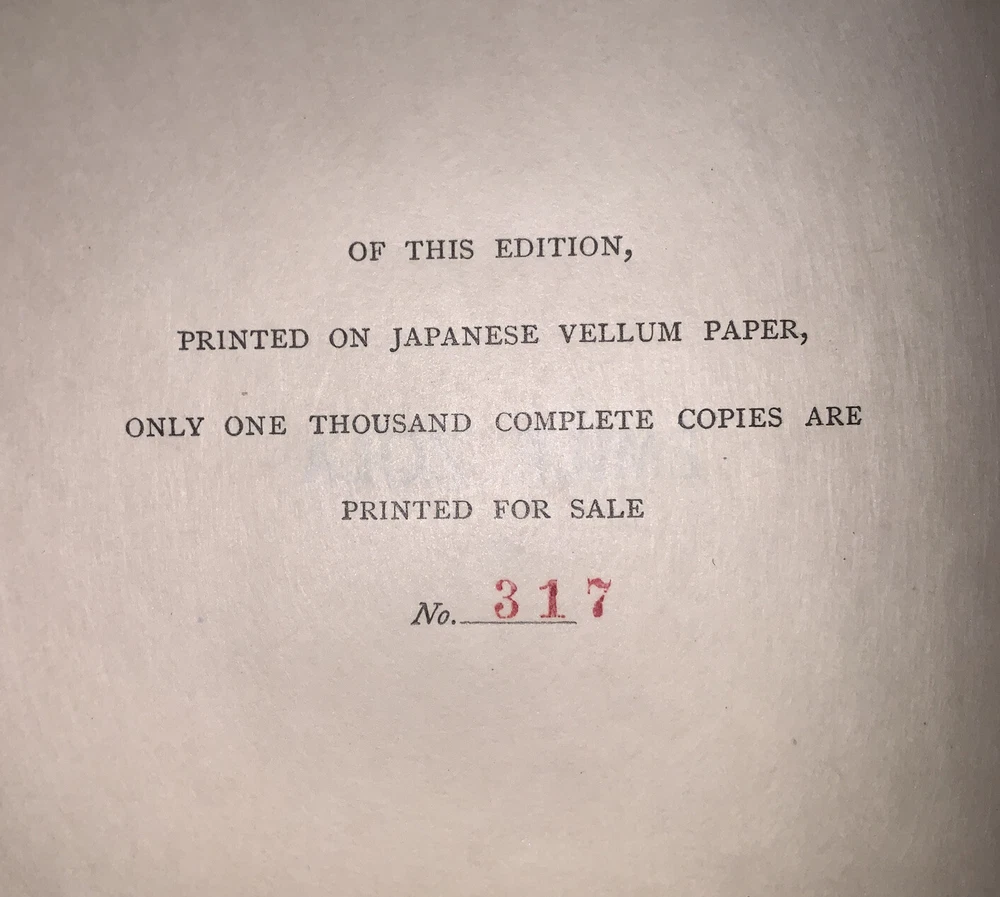 OF THIS EDITION,
PRINTED ON JAPANESE VELLUM PAPER,
ONLY ONE THOUSAND COMPLETE COPIES ARE
PRINTED FOR SALE
No. 317